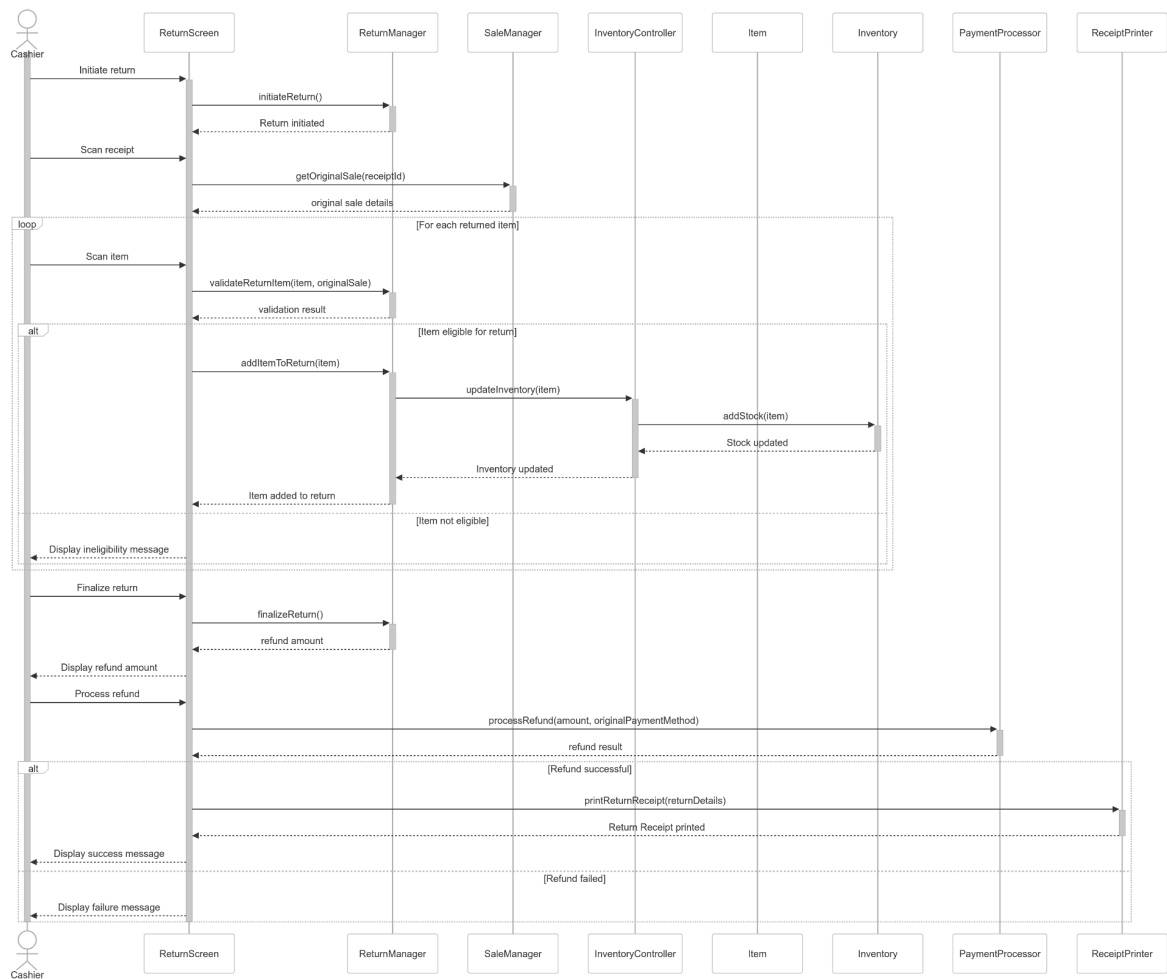 Cashier
ReturnScreen
ReturnManager
SaleManager
InventoryController
Item
Inventory
PaymentProcessor
ReceiptPrinter
Initiate return
initiateReturn()
Return initiated
Scan receipt
getOriginalSale(receiptId)
original sale details
loop
[For each returned item]
Scan item
validateReturnItem(item, originalSale)
validation result
alt
[Item eligible for return]
addItemToReturn(item)
updateInventory(item)
addStock(item)
Stock updated
Inventory updated
Item added to return
[Item not eligible]
Display ineligibility message
Finalize return
finalizeReturn()
refund amount
Display refund amount
Process refund
processRefund(amount, originalPaymentMethod)
refund result
alt
[Refund successful]
printReturnReceipt(returnDetails)
Return Receipt printed
Display success message
[Refund failed]
Display failure message
Cashier
ReturnScreen
ReturnManager
SaleManager
InventoryController
Item
Inventory
PaymentProcessor
ReceiptPrinter